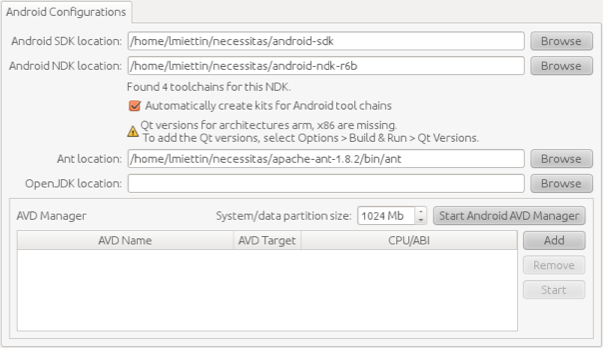 Android Configurations
Android SDK location: /home/lmiettin/necessitas/android-sdk Browse
Android NDK location: /home/lmiettin/necessitas/android-ndk-r6b Browse
Found 4 toolchains for this NDK.
Automatically create kits for Android tool chains
Qt versions for architectures arm, x86 are missing.
To add the Qt versions, select Options > Build & Run > Qt Versions.
Ant location: /home/lmiettin/necessitas/apache-ant-1.8.2/bin/ant Browse
OpenJDK location: Browse
AVD Manager System/data partition size: 1024 Mb Start Android AVD Manager
AVD Name AVD Target CPU/ABI Add
Remove
Start